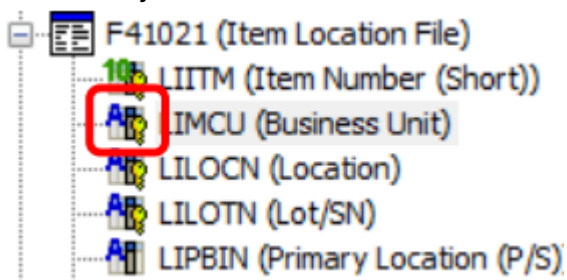 F41021 (Item Location File)
10 LIITM (Item Number (Short))
A LIMCU (Business Unit)
A LILOCN (Location)
A LILOTN (Lot/SN)
A LIPBIN (Primary Location (P/S))